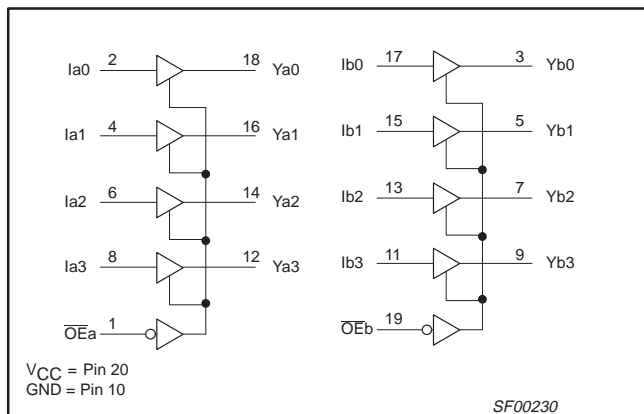 Ia0 2 18 Ya0
Ia1 4 16 Ya1
Ia2 6 14 Ya2
Ia3 8 12 Ya3
OEa 1
Ib0 17 3 Yb0
Ib1 15 5 Yb1
Ib2 13 7 Yb2
Ib3 11 9 Yb3
OEb 19
VCC = Pin 20
GND = Pin 10
SF00230